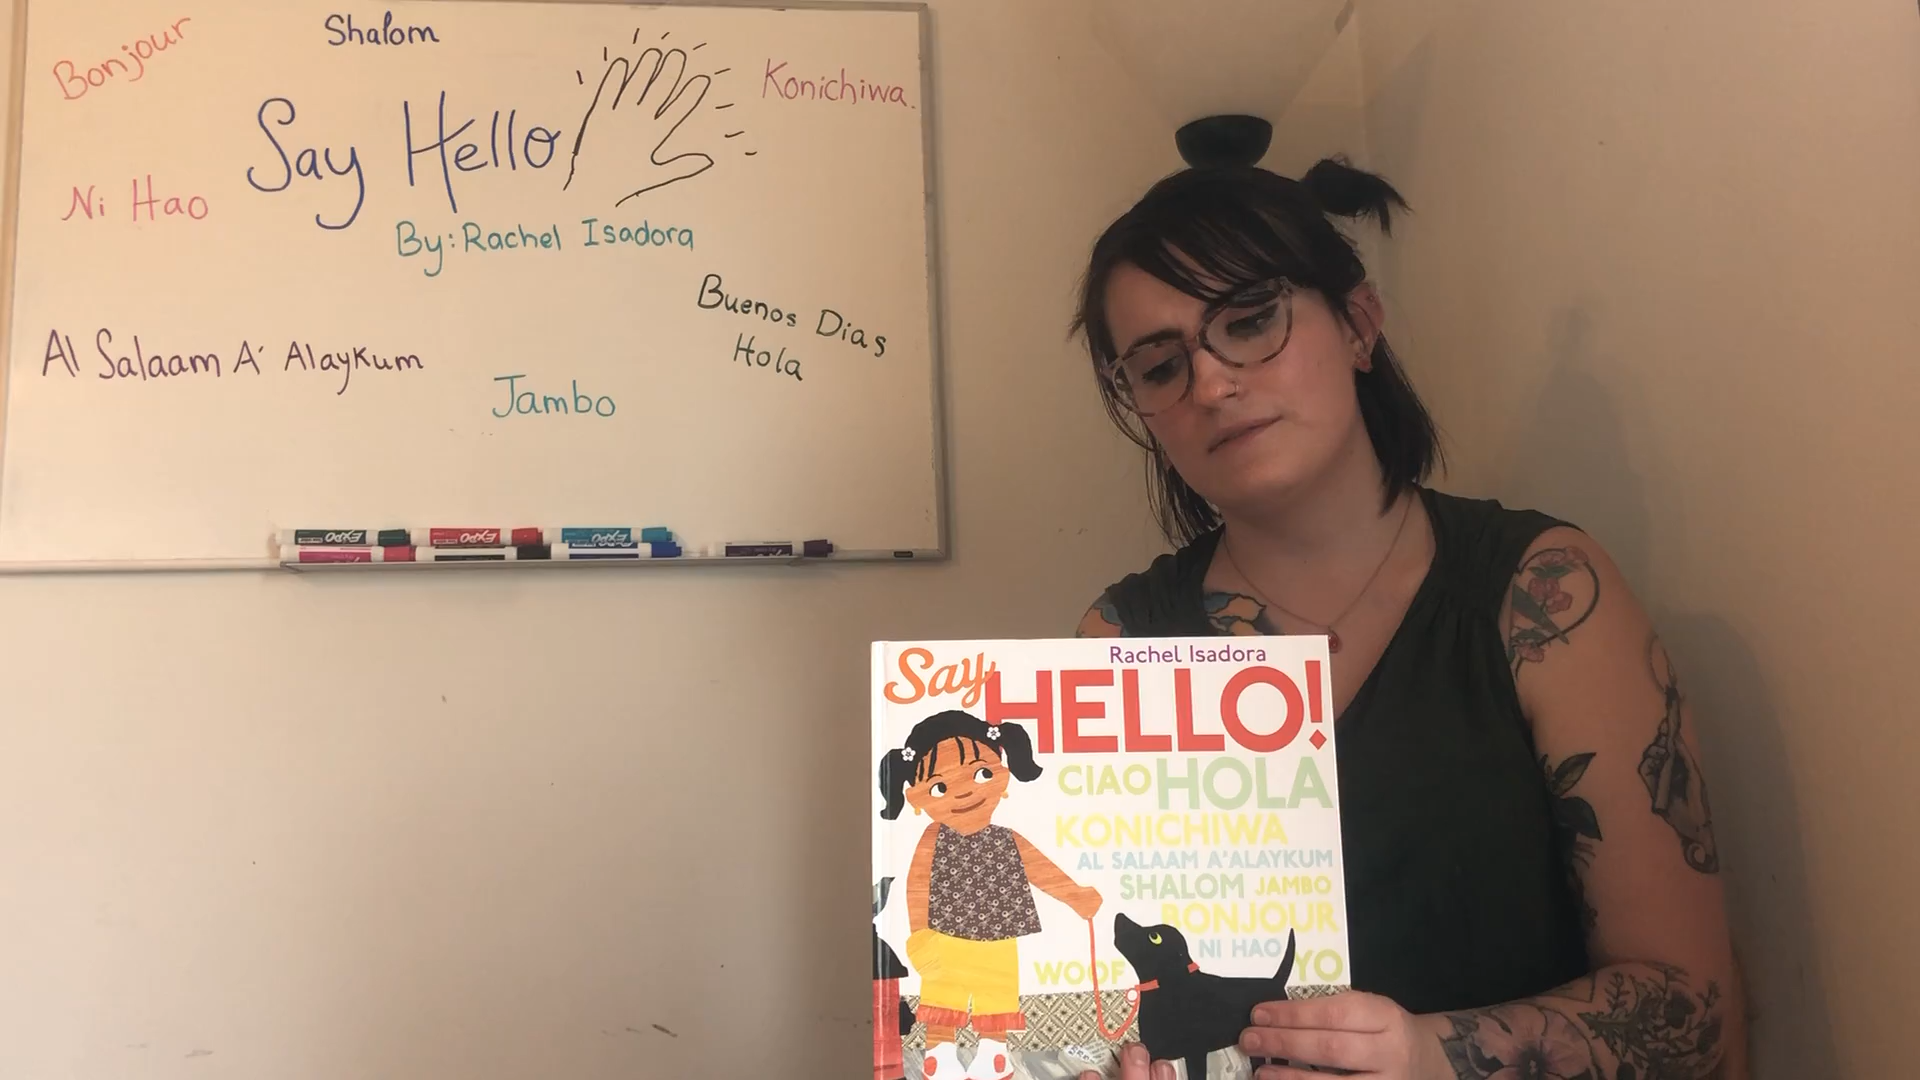 Bonjour
Shalom
Konichiwa.
Say Hello
Ni Hao
By: Rachel Isadora
Buenos Dias
Hola
Al Salaam A' Alaykum
Jambo
EXPO
EXPO
EXPO
Rachel Isadora
Say
HELLO!
CIAO HOLA
KONICHIWA
AL SALAAM A'ALAYKUM
SHALOM JAMBO
BONJOUR
NI HAO
WOOF YO